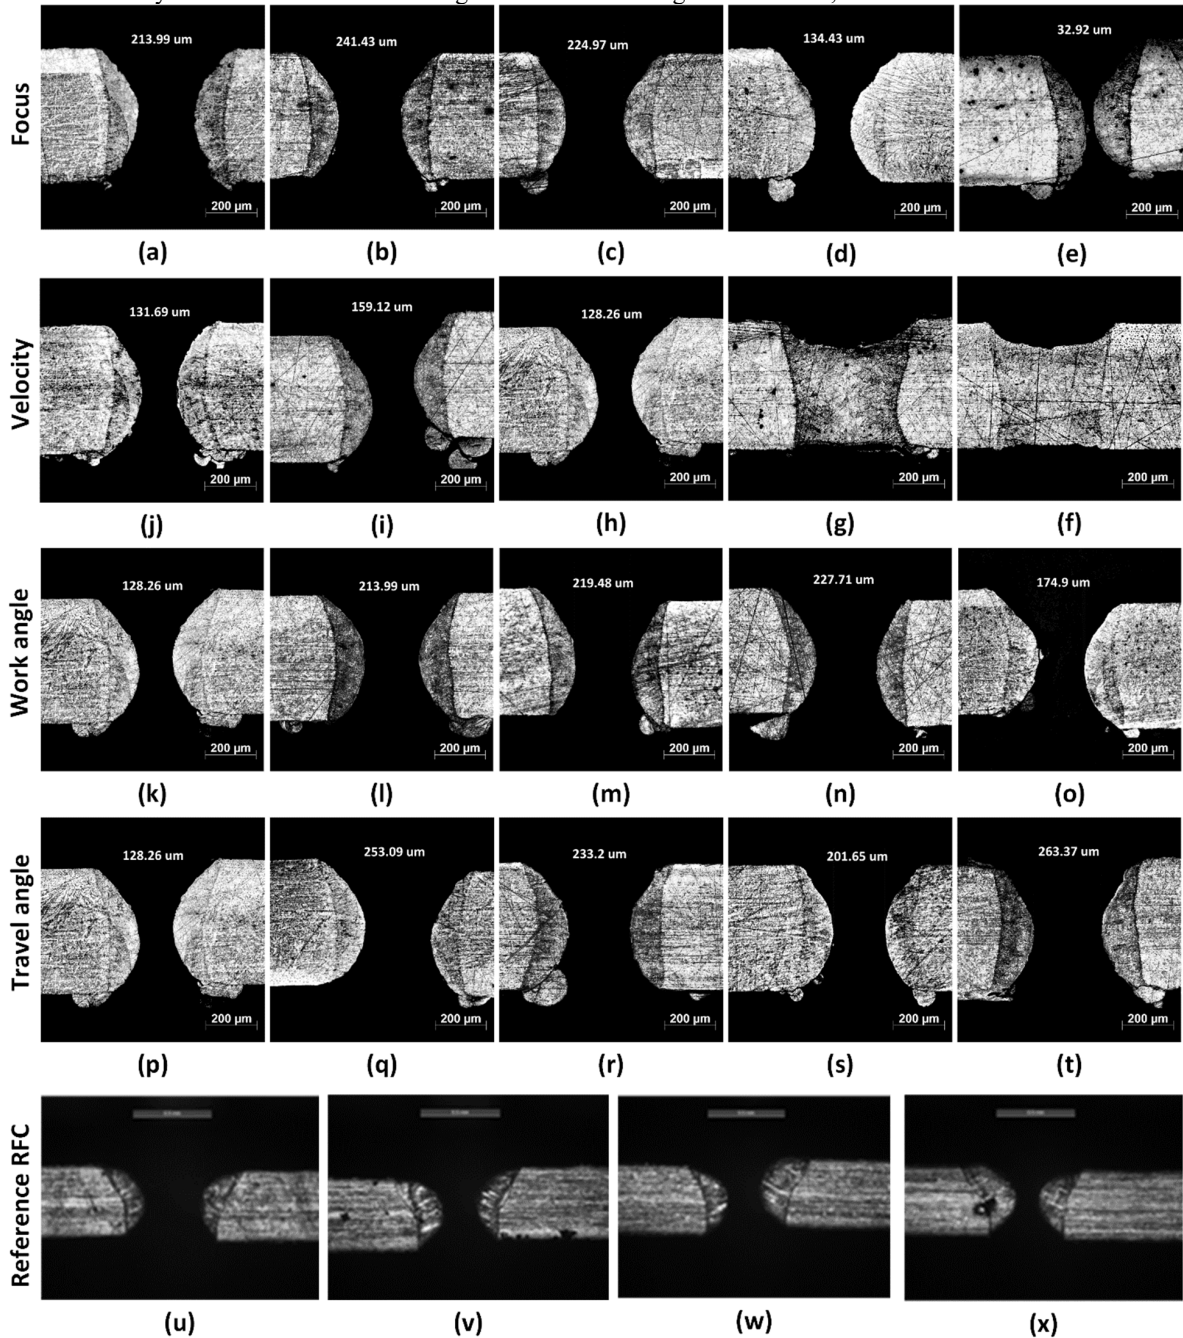 Focus
213.99 um
241.43 um
224.97 um
134.43 um
32.92 um
200 µm
200 µm
200 µm
200 µm
200 µm
(a)
(b)
(c)
(d)
(e)
Velocity
131.69 um
159.12 um
128.26 um
200 µm
200 µm
200 µm
200 µm
200 µm
(j)
(i)
(h)
(g)
(f)
Work angle
128.26 um
213.99 um
219.48 um
227.71 um
174.9 um
200 µm
200 µm
200 µm
200 µm
200 µm
(k)
(l)
(m)
(n)
(o)
Travel angle
128.26 um
253.09 um
233.2 um
201.65 um
263.37 um
200 µm
200 µm
200 µm
200 µm
200 µm
(p)
(q)
(r)
(s)
(t)
Reference RFC
(u)
(v)
(w)
(x)